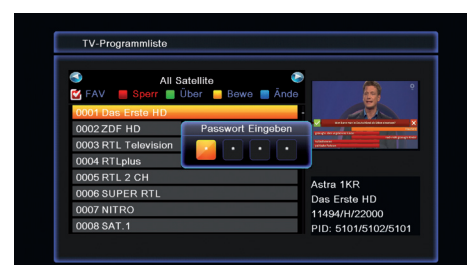 TV-Programmliste
All Satellite
FAV Sperr Über Bewe Ände
0001 Das Erste HD
0002 ZDF HD
0003 RTL Television
0004 RTLplus
0005 RTL 2 CH
0006 SUPER RTL
0007 NITRO
0008 SAT.1
Passwort Eingeben
Astra 1KR
Das Erste HD
11494/H/22000
PID: 5101/5102/5101